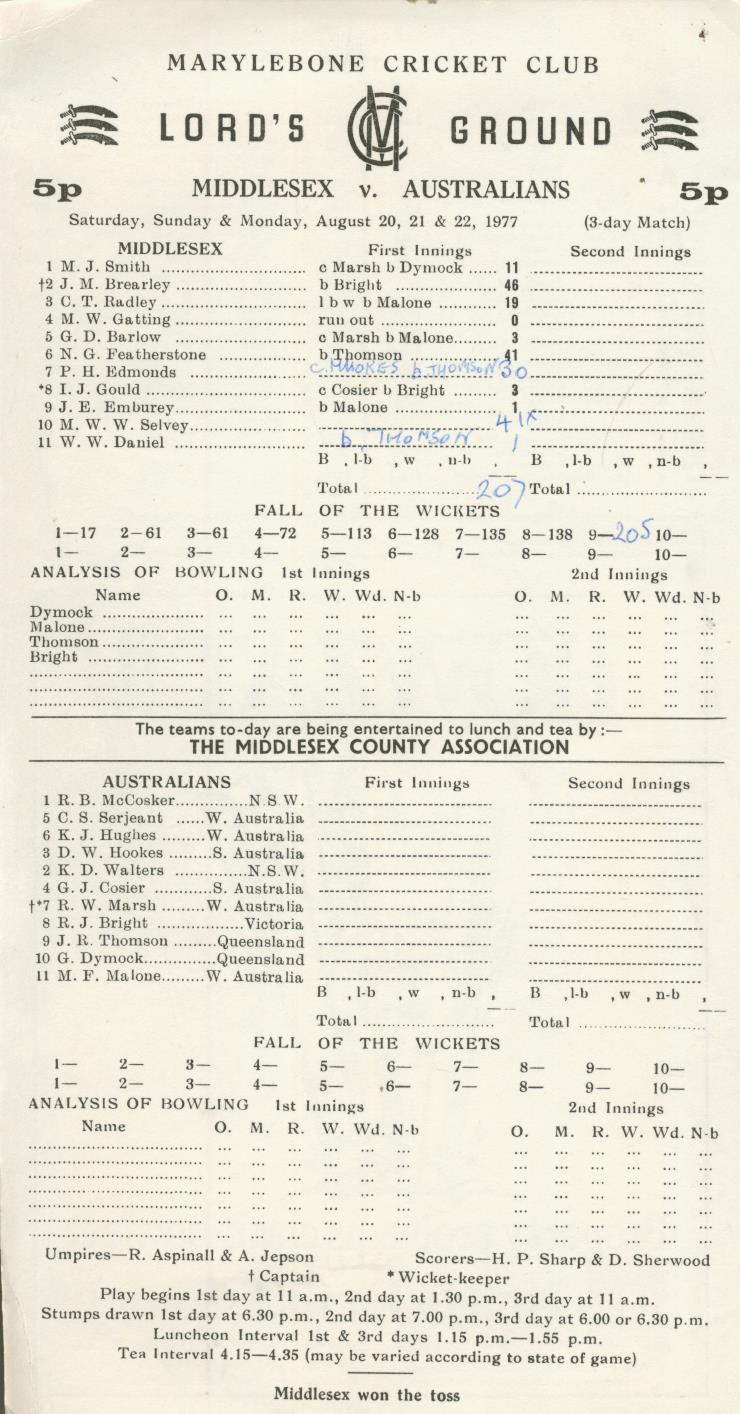 MARYLEBONE CRICKET CLUB
LORD'S MCC GROUND
5p MIDDLESEX v. AUSTRALIANS 5p
Saturday, Sunday & Monday, August 20, 21 & 22, 1977 (3-day Match)
MIDDLESEX First Innings Second Innings
1 M. J. Smith c Marsh b Dymock 11
†2 J. M. Brearley b Bright 46
3 C. T. Radley l b w b Malone 19
4 M. W. Gatting run out 0
5 G. D. Barlow c Marsh b Malone 3
6 N. G. Featherstone b Thomson 41
7 P. H. Edmonds c. HOOKES b THOMSON 30
*8 I. J. Gould c Cosier b Bright 3
9 J. E. Emburey b Malone 1
10 M. W. W. Selvey 41*
11 W. W. Daniel b THOMSON 1
B , l-b , w , n-b , B , l-b , w , n-b ,
Total 207 Total
FALL OF THE WICKETS
1—17 2—61 3—61 4—72 5—113 6—128 7—135 8—138 9—205 10—
1— 2— 3— 4— 5— 6— 7— 8— 9— 10—
ANALYSIS OF BOWLING 1st Innings 2nd Innings
Name O. M. R. W. Wd. N-b O. M. R. W. Wd. N-b
Dymock
Malone
Thomson
Bright
The teams to-day are being entertained to lunch and tea by :—
THE MIDDLESEX COUNTY ASSOCIATION
AUSTRALIANS First Innings Second Innings
1 R. B. McCosker N.S.W.
5 C. S. Serjeant W. Australia
6 K. J. Hughes W. Australia
3 D. W. Hookes S. Australia
2 K. D. Walters N.S.W.
4 G. J. Cosier S. Australia
†*7 R. W. Marsh W. Australia
8 R. J. Bright Victoria
9 J. R. Thomson Queensland
10 G. Dymock Queensland
11 M. F. Malone W. Australia
B , l-b , w , n-b , B , l-b , w , n-b ,
Total Total
FALL OF THE WICKETS
1— 2— 3— 4— 5— 6— 7— 8— 9— 10—
1— 2— 3— 4— 5— 6— 7— 8— 9— 10—
ANALYSIS OF BOWLING 1st Innings 2nd Innings
Name O. M. R. W. Wd. N-b O. M. R. W. Wd. N-b
Umpires—R. Aspinall & A. Jepson Scorers—H. P. Sharp & D. Sherwood
† Captain * Wicket-keeper
Play begins 1st day at 11 a.m., 2nd day at 1.30 p.m., 3rd day at 11 a.m.
Stumps drawn 1st day at 6.30 p.m., 2nd day at 7.00 p.m., 3rd day at 6.00 or 6.30 p.m.
Luncheon Interval 1st & 3rd days 1.15 p.m.—1.55 p.m.
Tea Interval 4.15—4.35 (may be varied according to state of game)
Middlesex won the toss